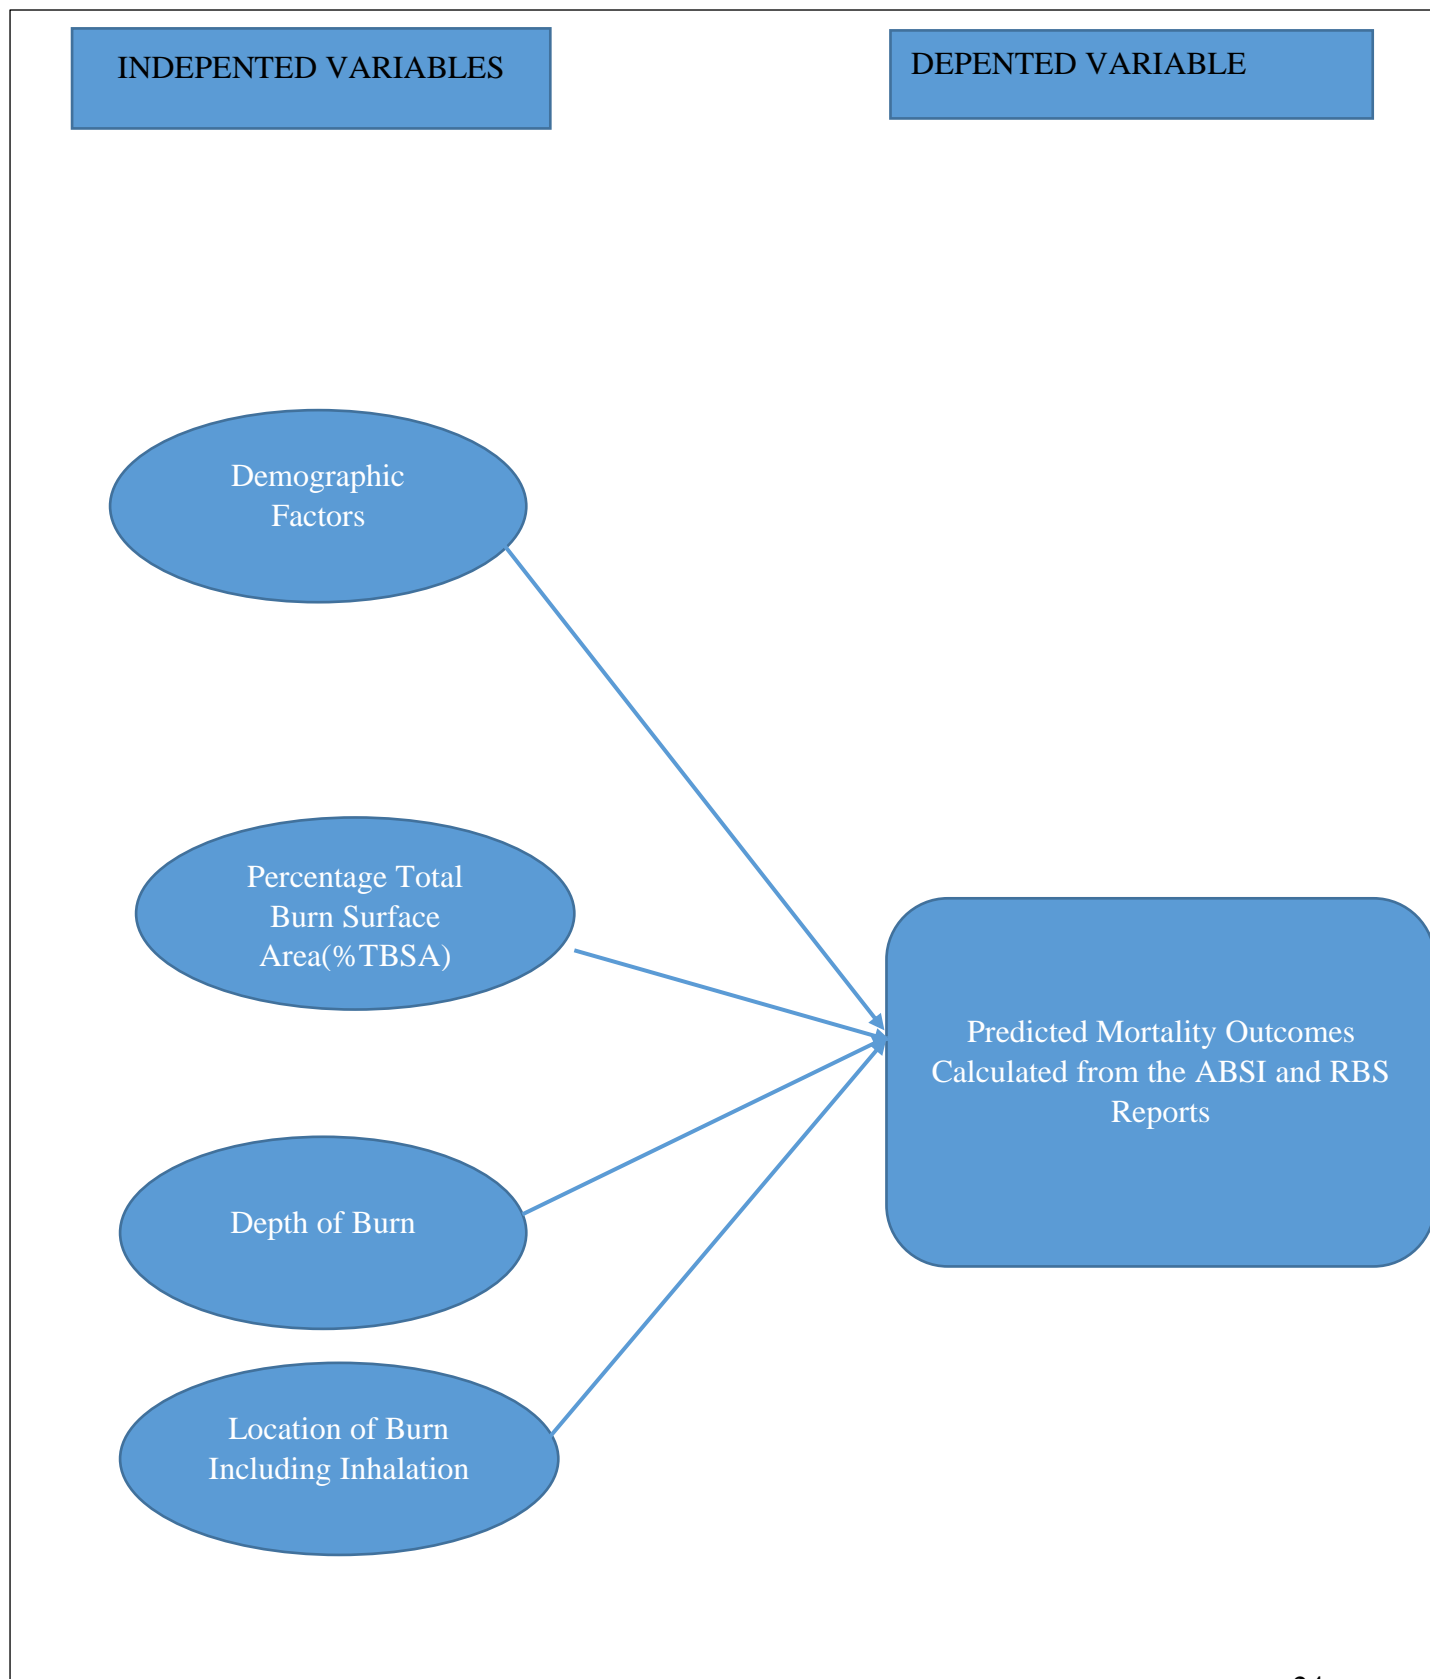 INDEPENTED VARIABLES
DEPENTED VARIABLE
Demographic
Factors
Percentage Total
Burn Surface
Area(%TBSA)
Predicted Mortality Outcomes
Calculated from the ABSI and RBS
Reports
Depth of Burn
Location of Burn
Including Inhalation